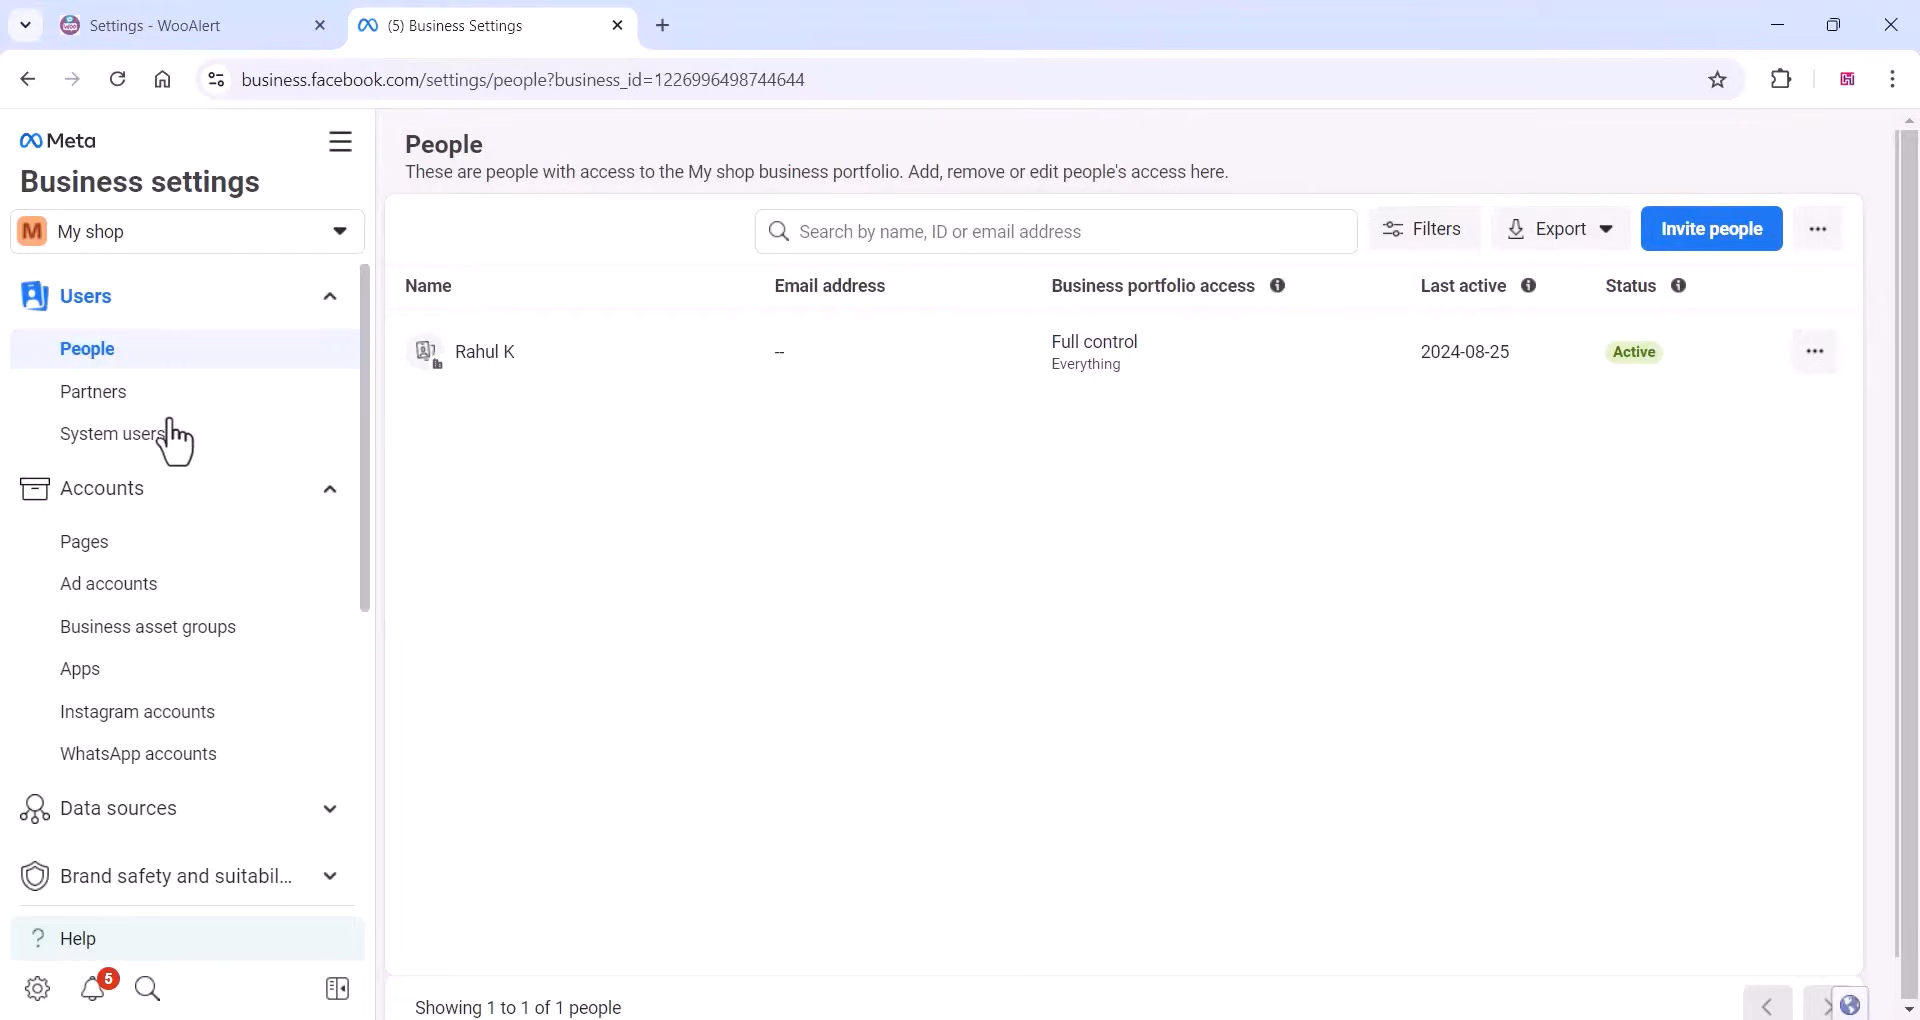 Settings - WooAlert
(5) Business Settings
business.facebook.com/settings/people?business_id=1226996498744644
Meta
Business settings
M My shop
Users
People
Partners
System users
Accounts
Pages
Ad accounts
Business asset groups
Apps
Instagram accounts
WhatsApp accounts
Data sources
Brand safety and suitabil...
? Help
5
People
These are people with access to the My shop business portfolio. Add, remove or edit people's access here.
Search by name, ID or email address
Filters
Export
Invite people
Name Email address Business portfolio access Last active Status
Rahul K -- Full control 2024-08-25 Active
Everything
Showing 1 to 1 of 1 people